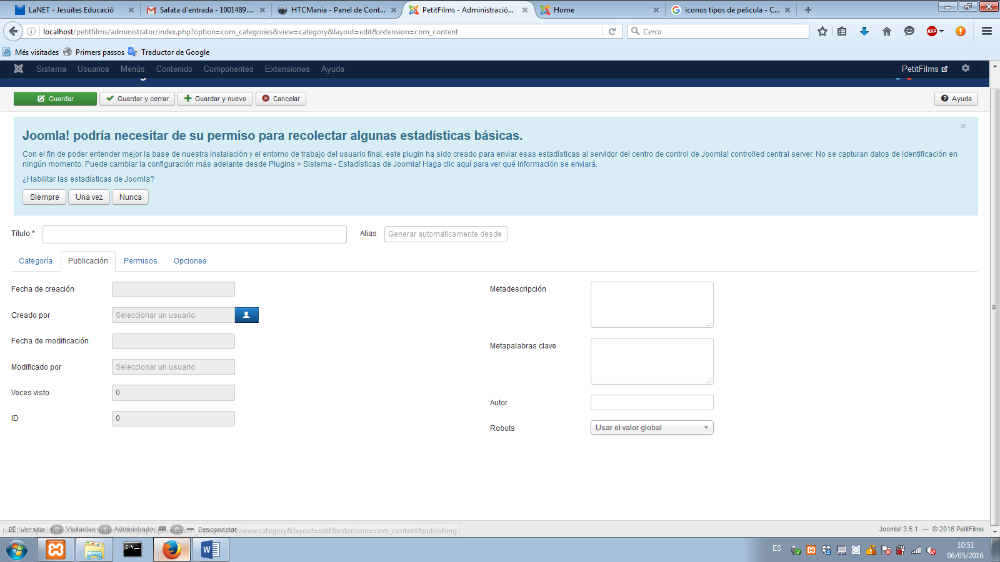 LaNET - Jesuïtes Educació
Safata d'entrada - 1001489....
HTCMania - Panel de Cont...
PetitFilms - Administració...
Home
iconos tipos de pelicula - C...
localhost/petitfilms/administrator/index.php?option=com_categories&view=category&layout=edit&extension=com_content
Cerca
ABP
Més visitades
Primers passos
Traductor de Google
Sistema
Usuarios
Menús
Contenido
Componentes
Extensiones
Ayuda
PetitFilms
Guardar
Guardar y cerrar
Guardar y nuevo
Cancelar
Ayuda
Joomla! podría necesitar de su permiso para recolectar algunas estadísticas básicas.
Con el fin de poder entender mejor la base de nuestra instalación y el entorno de trabajo del usuario final, este plugin ha sido creado para enviar esas estadísticas al servidor del centro de control de Joomla! controlled central server. No se capturan datos de identificación en
ningún momento. Puede cambiar la configuración más adelante desde Plugins > Sistema - Estadísticas de Joomla! Haga clic aquí para ver qué información se enviará.
¿Habilitar las estadísticas de Joomla?
Siempre
Una vez
Nunca
Título *
Alias
Generar automáticamente desde
Categoría
Publicación
Permisos
Opciones
Fecha de creación
Creado por
Seleccionar un usuario.
Fecha de modificación
Modificado por
Seleccionar un usuario.
Veces visto
0
ID
0
Metadescripción
Metapalabras clave
Autor
Robots
Usar el valor global
Ver sitio
Visitantes
Administrador
Desconectar
localhost/petitfilms/administrator/index.php?option=com_categories&view=category&layout=edit&extension=com_content#publishing
Joomla! 3.5.1 — © 2016 PetitFilms
ES
10:51
06/05/2016